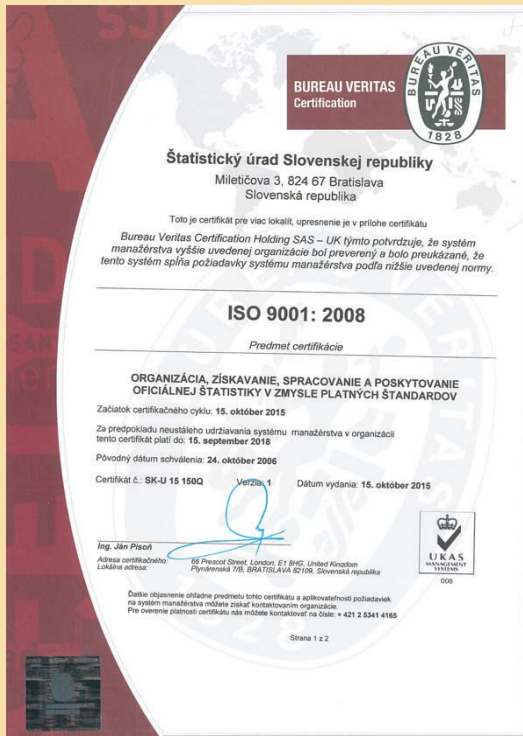 BUREAU VERITAS
Certification
BUREAU VERITAS
1828
Štatistický úrad Slovenskej republiky
Miletičova 3, 824 67 Bratislava
Slovenská republika
Toto je certifikát pre viac lokalít, upresnenie je v prílohe certifikátu
Bureau Veritas Certification Holding SAS – UK týmto potvrdzuje, že systém
manažérstva vyššie uvedenej organizácie bol preverený a bolo preukázané, že
tento systém spĺňa požiadavky systému manažérstva podľa nižšie uvedenej normy.
ISO 9001: 2008
Predmet certifikácie
ORGANIZÁCIA, ZÍSKAVANIE, SPRACOVANIE A POSKYTOVANIE
OFICIÁLNEJ ŠTATISTIKY V ZMYSLE PLATNÝCH ŠTANDARDOV
Začiatok certifikačného cyklu: 15. október 2015
Za predpokladu neustáleho udržiavania systému manažérstva v organizácii
tento certifikát platí do: 15. september 2018
Pôvodný dátum schválenia: 24. október 2006
Certifikát č.: SK-U 15 150Q Verzia: 1 Dátum vydania: 15. október 2015
Ing. Ján Pisoň
Adresa certifikačného: 66 Prescot Street, London, E1 8HG, United Kingdom
Lokálna adresa: Plynárenská 7/B, BRATISLAVA 82109, Slovenská republika
UKAS
MANAGEMENT
SYSTEMS
008
Ďalšie objasnenie ohľadne predmetu tohto certifikátu a aplikovateľnosti požiadaviek
na systém manažérstva môžete získať kontaktovaním organizácie.
Pre overenie platnosti certifikátu nás môžete kontaktovať na čísle: + 421 2 5341 4165
Strana 1 z 2